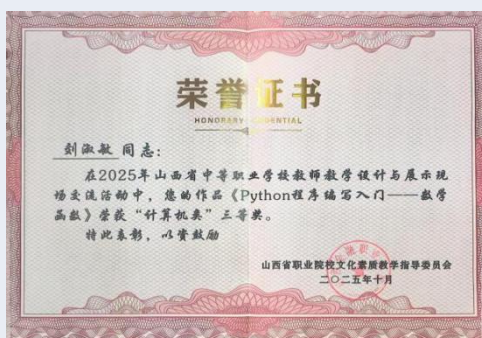 荣誉证书
HONORARY CREDENTIAL
刘淑敏 同志：
在2025年山西省中等职业学校教师教学设计与展示现
场交流活动中，您的作品《Python程序编写入门——数学
函数》荣获“计算机类”三等奖。
特此表彰，以资鼓励
山西省职业院校文化素质教学指导委员会
二〇二五年十月